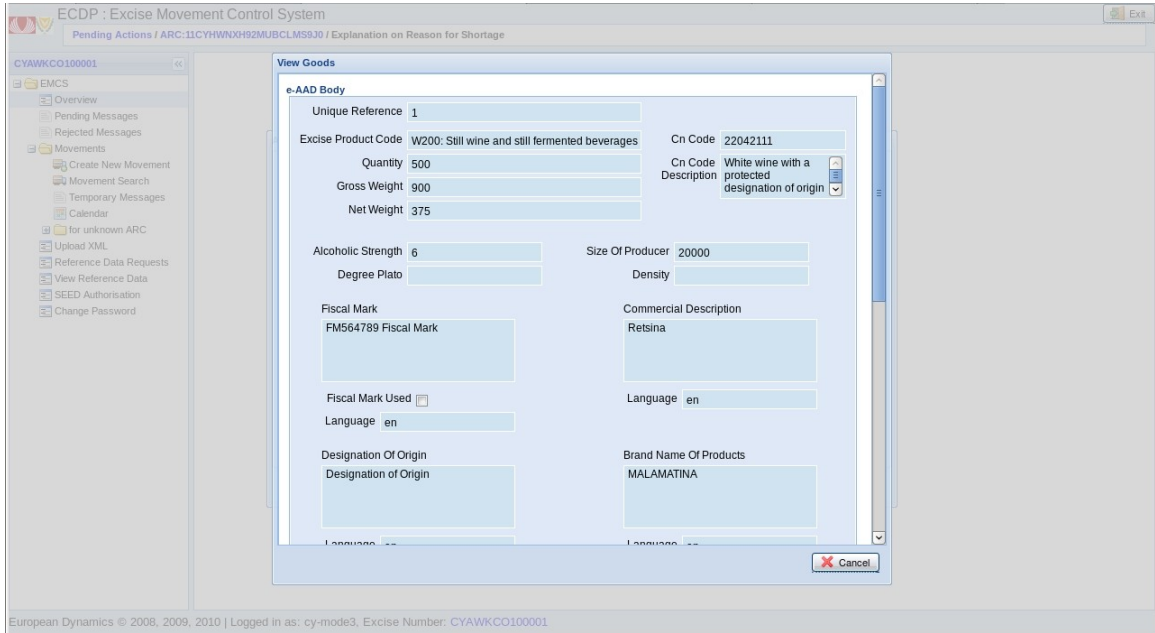 ECDP : Excise Movement Control System
Exit
Pending Actions / ARC:11CYHWNXH92MUBCLMS9J0 / Explanation on Reason for Shortage
CYAWKCO100001
EMCS
Overview
Pending Messages
Rejected Messages
Movements
Create New Movement
Movement Search
Temporary Messages
Calendar
for unknown ARC
Upload XML
Reference Data Requests
View Reference Data
SEED Authorisation
Change Password
View Goods
e-AAD Body
Unique Reference 1
Excise Product Code W200: Still wine and still fermented beverages
Cn Code 22042111
Quantity 500
Cn Code Description White wine with a
protected
designation of origin
Gross Weight 900
Net Weight 375
Alcoholic Strength 6
Size Of Producer 20000
Degree Plato
Density
Fiscal Mark
Commercial Description
FM564789 Fiscal Mark
Retsina
Fiscal Mark Used
Language en
Language en
Designation Of Origin
Brand Name Of Products
Designation of Origin
MALAMATINA
Language en
Language en
Cancel
European Dynamics © 2008, 2009, 2010 | Logged in as: cy-mode3, Excise Number: CYAWKCO100001